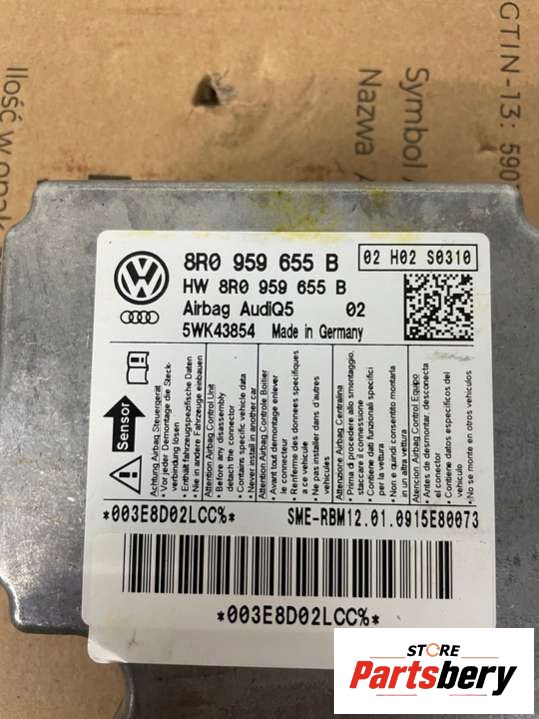 GTIN-13: 590
Symbol
Nazwa
Ilość w opak
8R0 959 655 B
02 H02 S0310
HW 8R0 959 655 B
Airbag AudiQ5 02
5WK43854 Made in Germany
Sensor
Achtung Airbag Steuergerät
• Vor jeder Demontage die Steck-
verbindung lösen
• Enthält fahrzeugspezifische Daten
• Nie in andere Fahrzeuge einbauen
Attention Airbag Control Unit
• Before any disassembly
detach the connector
• Contains specific vehicle data
• Never install in another car
Attention Airbag Controle Boitier
• Avant tout demontage enlever
le connecteur
• Renferme des données specifiques
a ce vehicule
• Ne pas installer dans d'autres
vehicules
Attenzione Airbag Centralina
• Prima di procedere allo smontaggio,
staccare il connessione
• Contiene dati funzionali specifici
per la vettura
• Non e quindi consentito montarla
in un altra vettura
Atencion Airbag Control Equipo
• Antes de desmontar, desconecta
el conector
• Contiene datos especificos del
vehiculo
• No se monte en otros vehiculos
*003E8D02LCC%* SME-RBM12.01.0915E80073
*003E8D02LCC%*
STORE
Partsbery